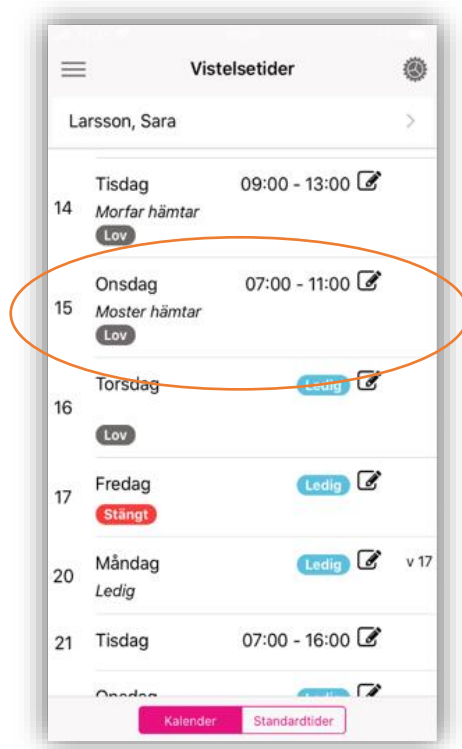 Vistelsetider
Larsson, Sara
Tisdag 09:00 - 13:00
14 Morfar hämtar
Lov
Onsdag 07:00 - 11:00
15 Moster hämtar
Lov
Torsdag Ledig
16
Lov
Fredag Ledig
17
Stängt
Måndag Ledig v 17
20
Ledig
21 Tisdag 07:00 - 16:00
Kalender Standardtider